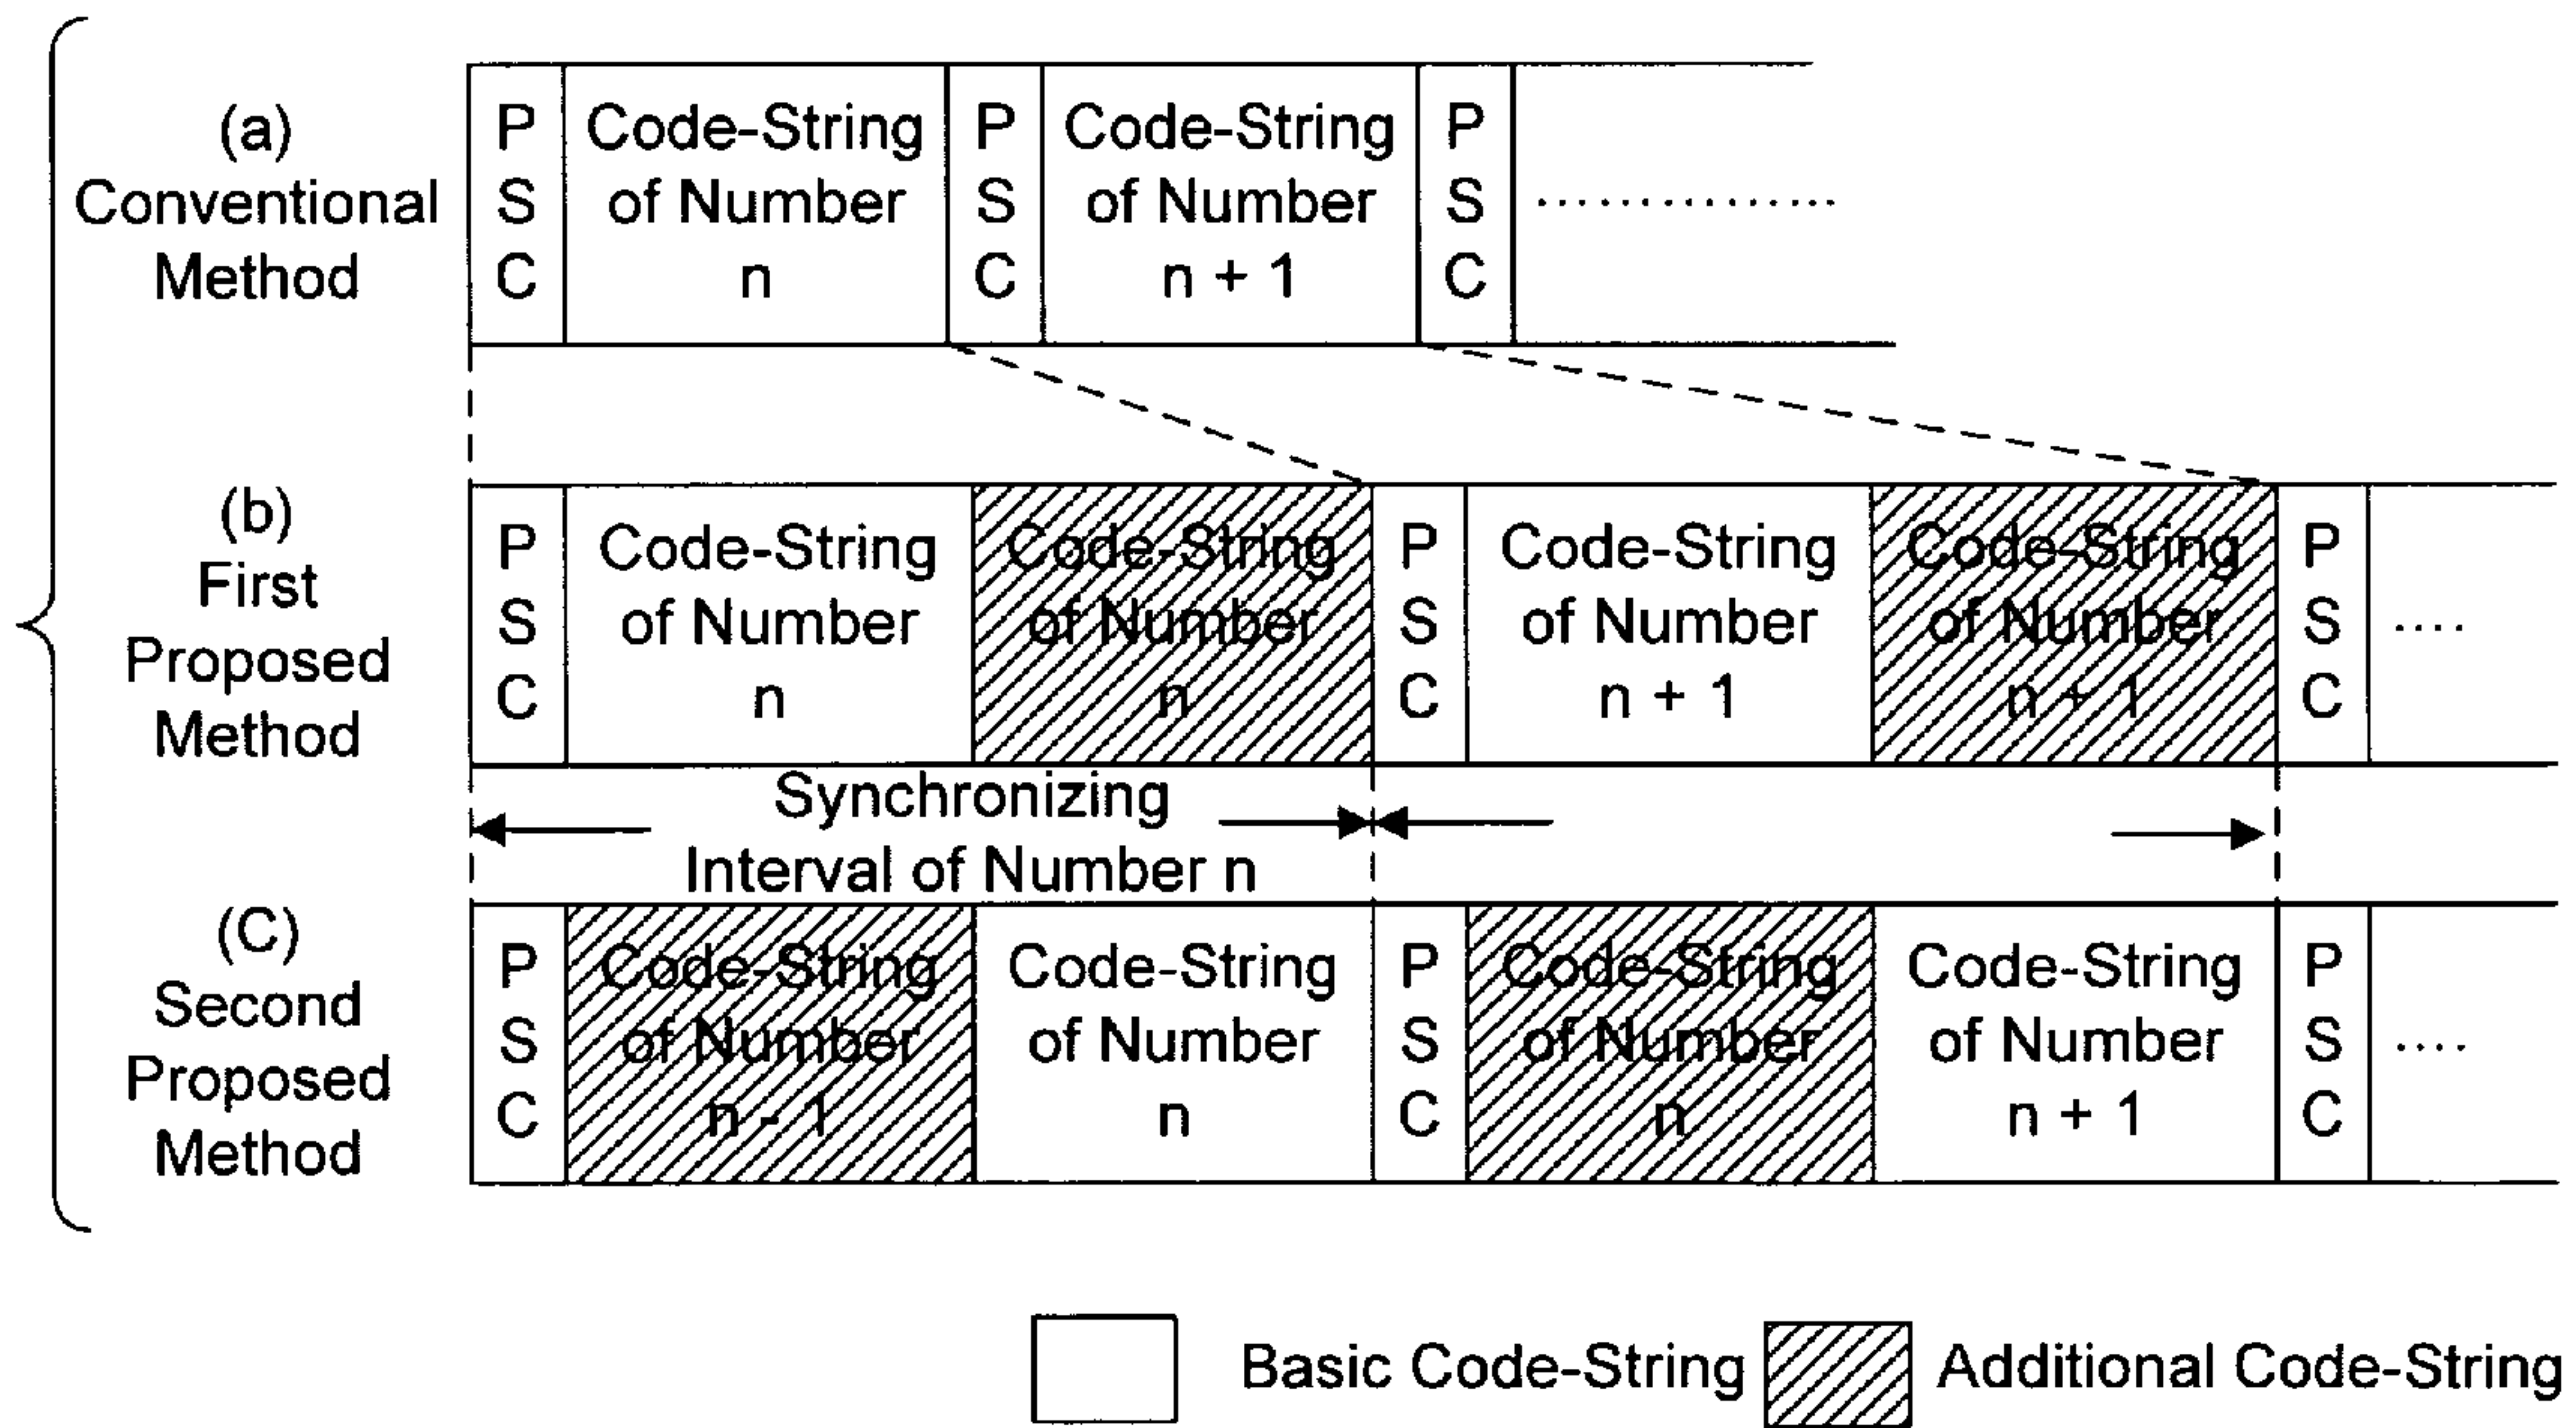 (a)
Conventional
Method
P
S
C
Code-String
of Number
n
P
S
C
Code-String
of Number
n + 1
P
S
C
...............
(b)
First
Proposed
Method
P
S
C
Code-String
of Number
n
Code-String
of Number
n
P
S
C
Code-String
of Number
n + 1
Code-String
of Number
n + 1
P
S
C
....
Synchronizing
Interval of Number n
(C)
Second
Proposed
Method
P
S
C
Code-String
of Number
n - 1
Code-String
of Number
n
P
S
C
Code-String
of Number
n
Code-String
of Number
n + 1
P
S
C
....
Basic Code-String
Additional Code-String